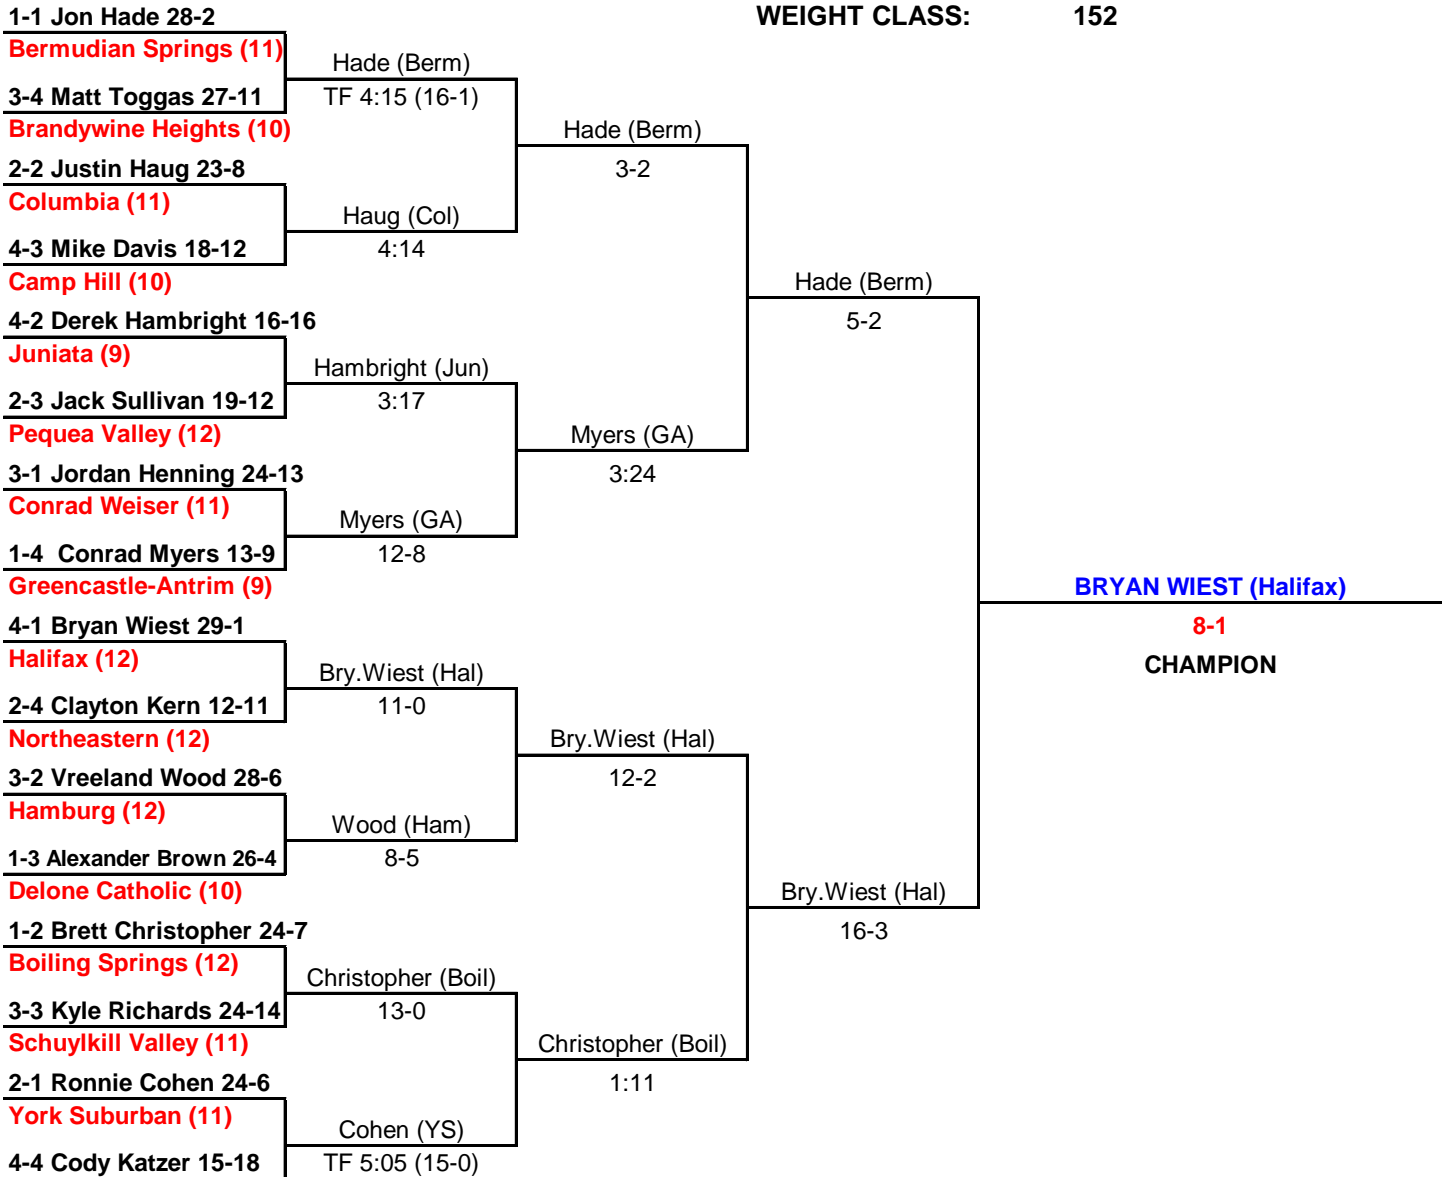 1-1 Jon Hade 28-2
WEIGHT CLASS: 152
Bermudian Springs (11)
Hade (Berm)
3-4 Matt Toggas 27-11
TF 4:15 (16-1)
Brandywine Heights (10)
Hade (Berm)
2-2 Justin Haug 23-8
3-2
Columbia (11)
Haug (Col)
4-3 Mike Davis 18-12
4:14
Camp Hill (10)
Hade (Berm)
4-2 Derek Hambright 16-16
5-2
Juniata (9)
Hambright (Jun)
2-3 Jack Sullivan 19-12
3:17
Pequea Valley (12)
Myers (GA)
3-1 Jordan Henning 24-13
3:24
Conrad Weiser (11)
Myers (GA)
1-4 Conrad Myers 13-9
12-8
Greencastle-Antrim (9)
BRYAN WIEST (Halifax)
4-1 Bryan Wiest 29-1
8-1
Halifax (12)
CHAMPION
Bry.Wiest (Hal)
2-4 Clayton Kern 12-11
11-0
Northeastern (12)
Bry.Wiest (Hal)
3-2 Vreeland Wood 28-6
12-2
Hamburg (12)
Wood (Ham)
1-3 Alexander Brown 26-4
8-5
Delone Catholic (10)
Bry.Wiest (Hal)
1-2 Brett Christopher 24-7
16-3
Boiling Springs (12)
Christopher (Boil)
3-3 Kyle Richards 24-14
13-0
Schuylkill Valley (11)
Christopher (Boil)
2-1 Ronnie Cohen 24-6
1:11
York Suburban (11)
Cohen (YS)
4-4 Cody Katzer 15-18
TF 5:05 (15-0)